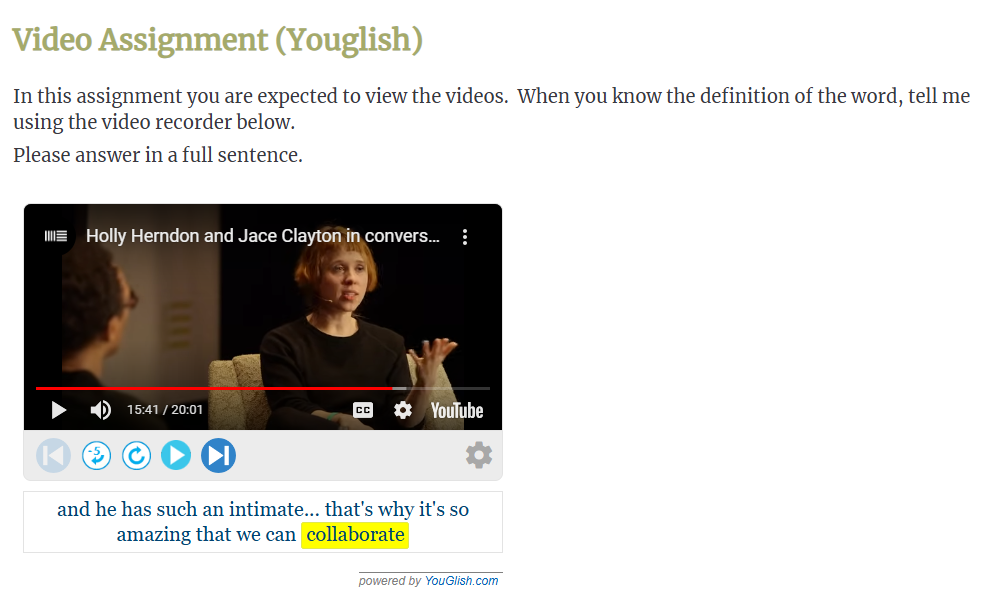 Video Assignment (Youglish)
In this assignment you are expected to view the videos.  When you know the definition of the word, tell me
using the video recorder below.
Please answer in a full sentence.
Holly Herndon and Jace Clayton in convers...
15:41 / 20:01
CC
YouTube
-5
and he has such an intimate... that's why it's so
amazing that we can collaborate
powered by YouGlish.com